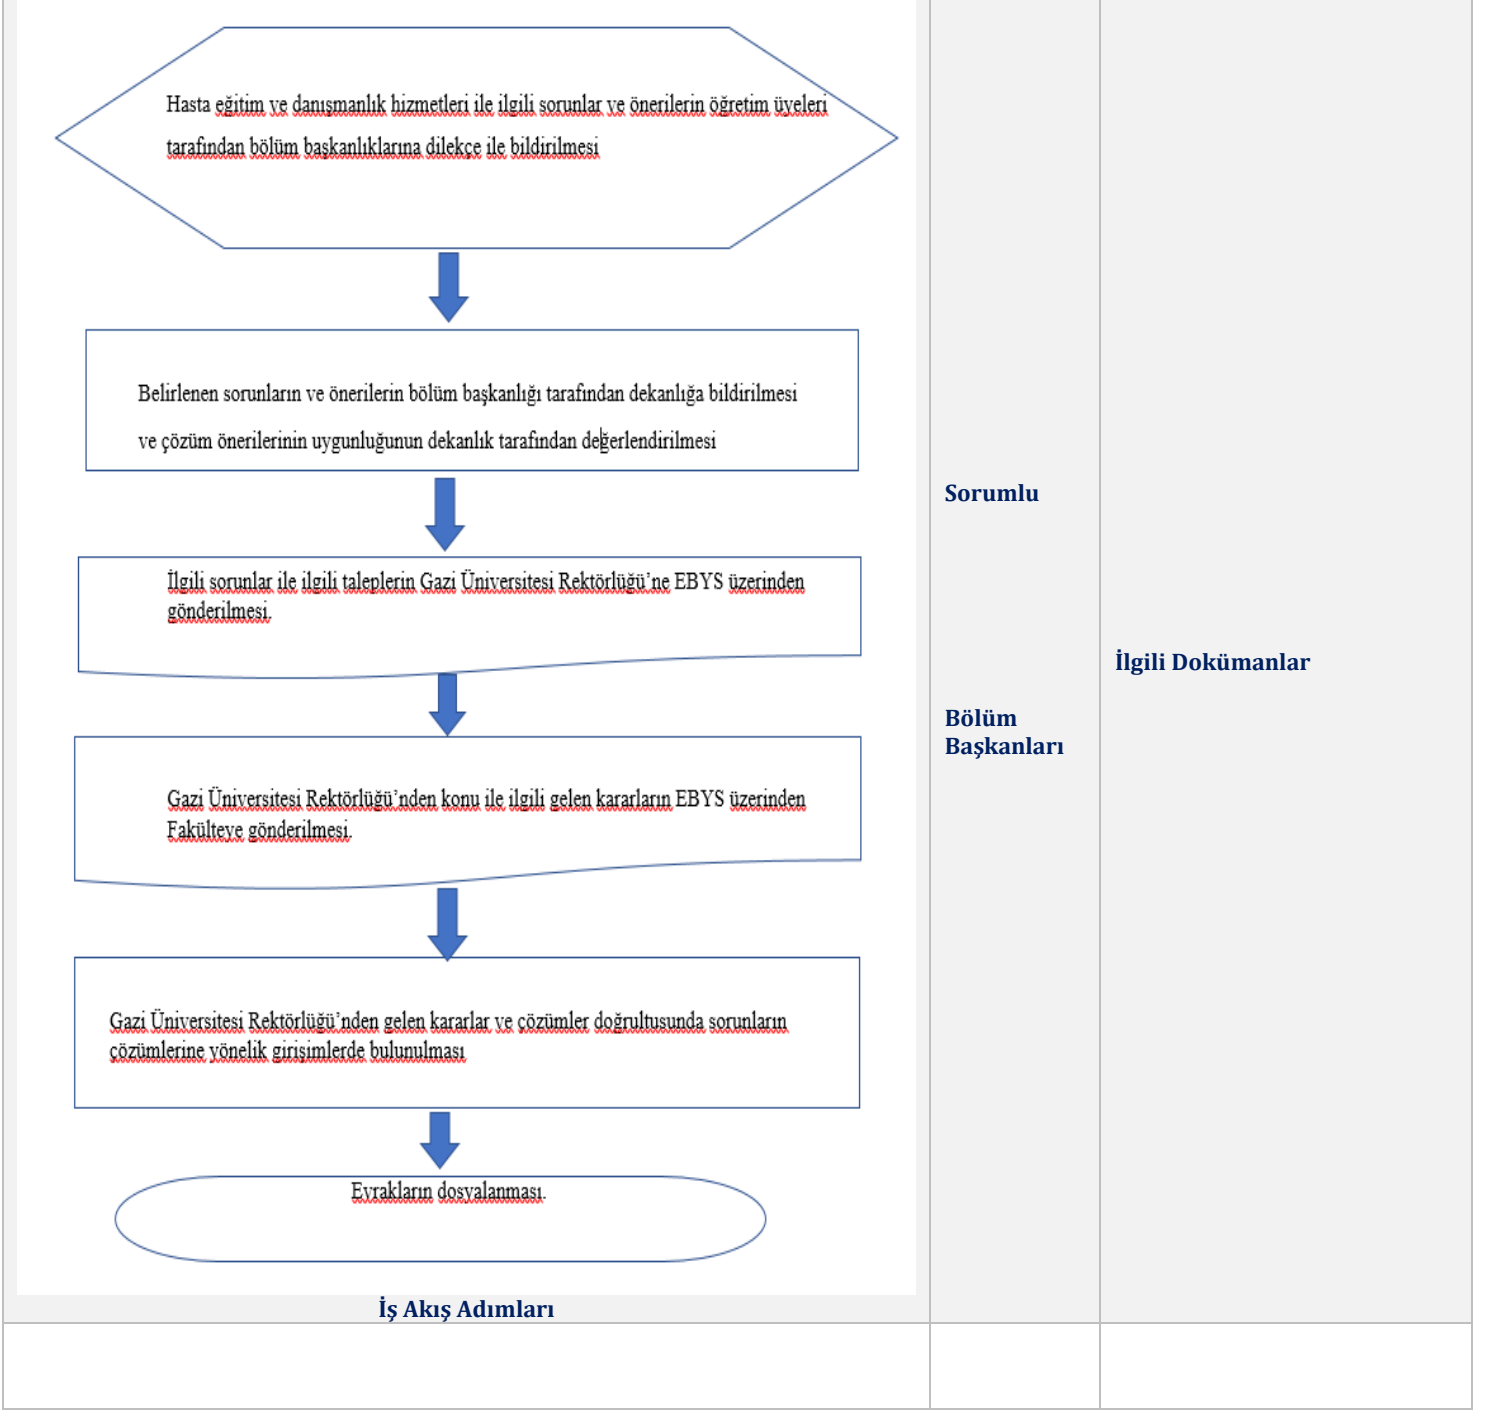 Hasta eğitim ve danışmanlık hizmetleri ile ilgili sorunlar ve önerilerin öğretim üyeleri
tarafından bölüm başkanlıklarına dilekçe ile bildirilmesi
Belirlenen sorunların ve önerilerin bölüm başkanlığı tarafından dekanlığa bildirilmesi
ve çözüm önerilerinin uygunluğunun dekanlık tarafından değerlendirilmesi
İlgili sorunlar ile ilgili taleplerin Gazi Üniversitesi Rektörlüğü’ne EBYS üzerinden
gönderilmesi.
Gazi Üniversitesi Rektörlüğü’nden konu ile ilgili gelen kararların EBYS üzerinden
Fakülteye gönderilmesi.
Gazi Üniversitesi Rektörlüğü’nden gelen kararlar ve çözümler doğrultusunda sorunların
çözümlerine yönelik girişimlerde bulunulması
Evrakların dosyalanması.
İş Akış Adımları
Sorumlu
Bölüm
Başkanları
İlgili Dokümanlar